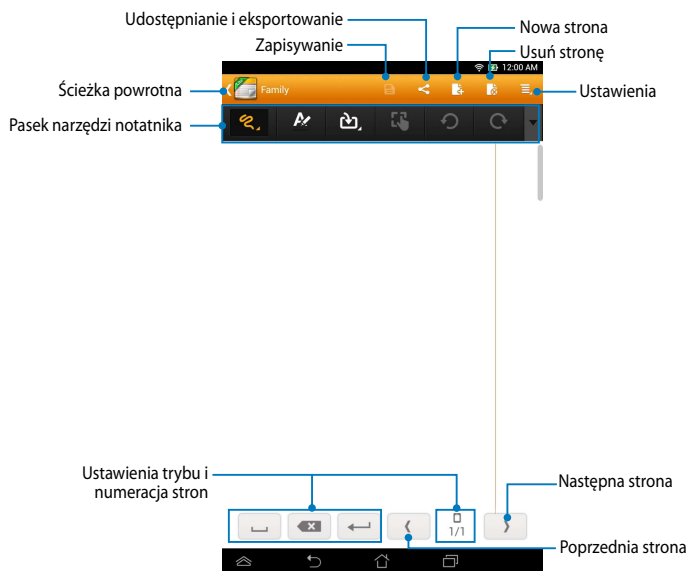 Udostępnianie i eksportowanie
Zapisywanie
Nowa strona
Usuń stronę
12:00 AM
Ścieżka powrotna
Family
Ustawienia
Pasek narzędzi notatnika
Ustawienia trybu i
numeracja stron
Następna strona
1/1
Poprzednia strona